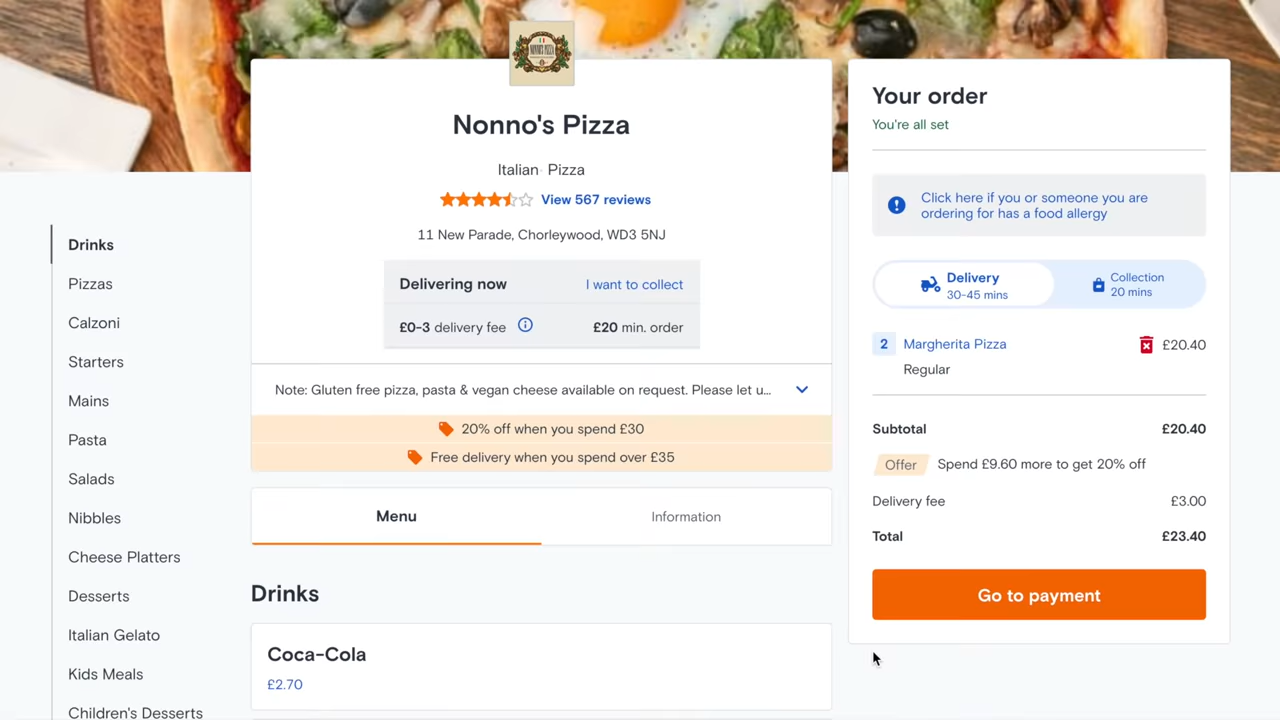 NONNO'S PIZZA
Nonno's Pizza
Italian · Pizza
View 567 reviews
11 New Parade, Chorleywood, WD3 5NJ
Delivering now
I want to collect
£0-3 delivery fee
£20 min. order
Note: Gluten free pizza, pasta & vegan cheese available on request. Please let u...
20% off when you spend £30
Free delivery when you spend over £35
Menu
Information
Drinks
Pizzas
Calzoni
Starters
Mains
Pasta
Salads
Nibbles
Cheese Platters
Desserts
Italian Gelato
Kids Meals
Children's Desserts
Drinks
Coca-Cola
£2.70
Your order
You're all set
Click here if you or someone you are
ordering for has a food allergy
Delivery
30-45 mins
Collection
20 mins
2 Margherita Pizza £20.40
Regular
Subtotal £20.40
Offer Spend £9.60 more to get 20% off
Delivery fee £3.00
Total £23.40
Go to payment